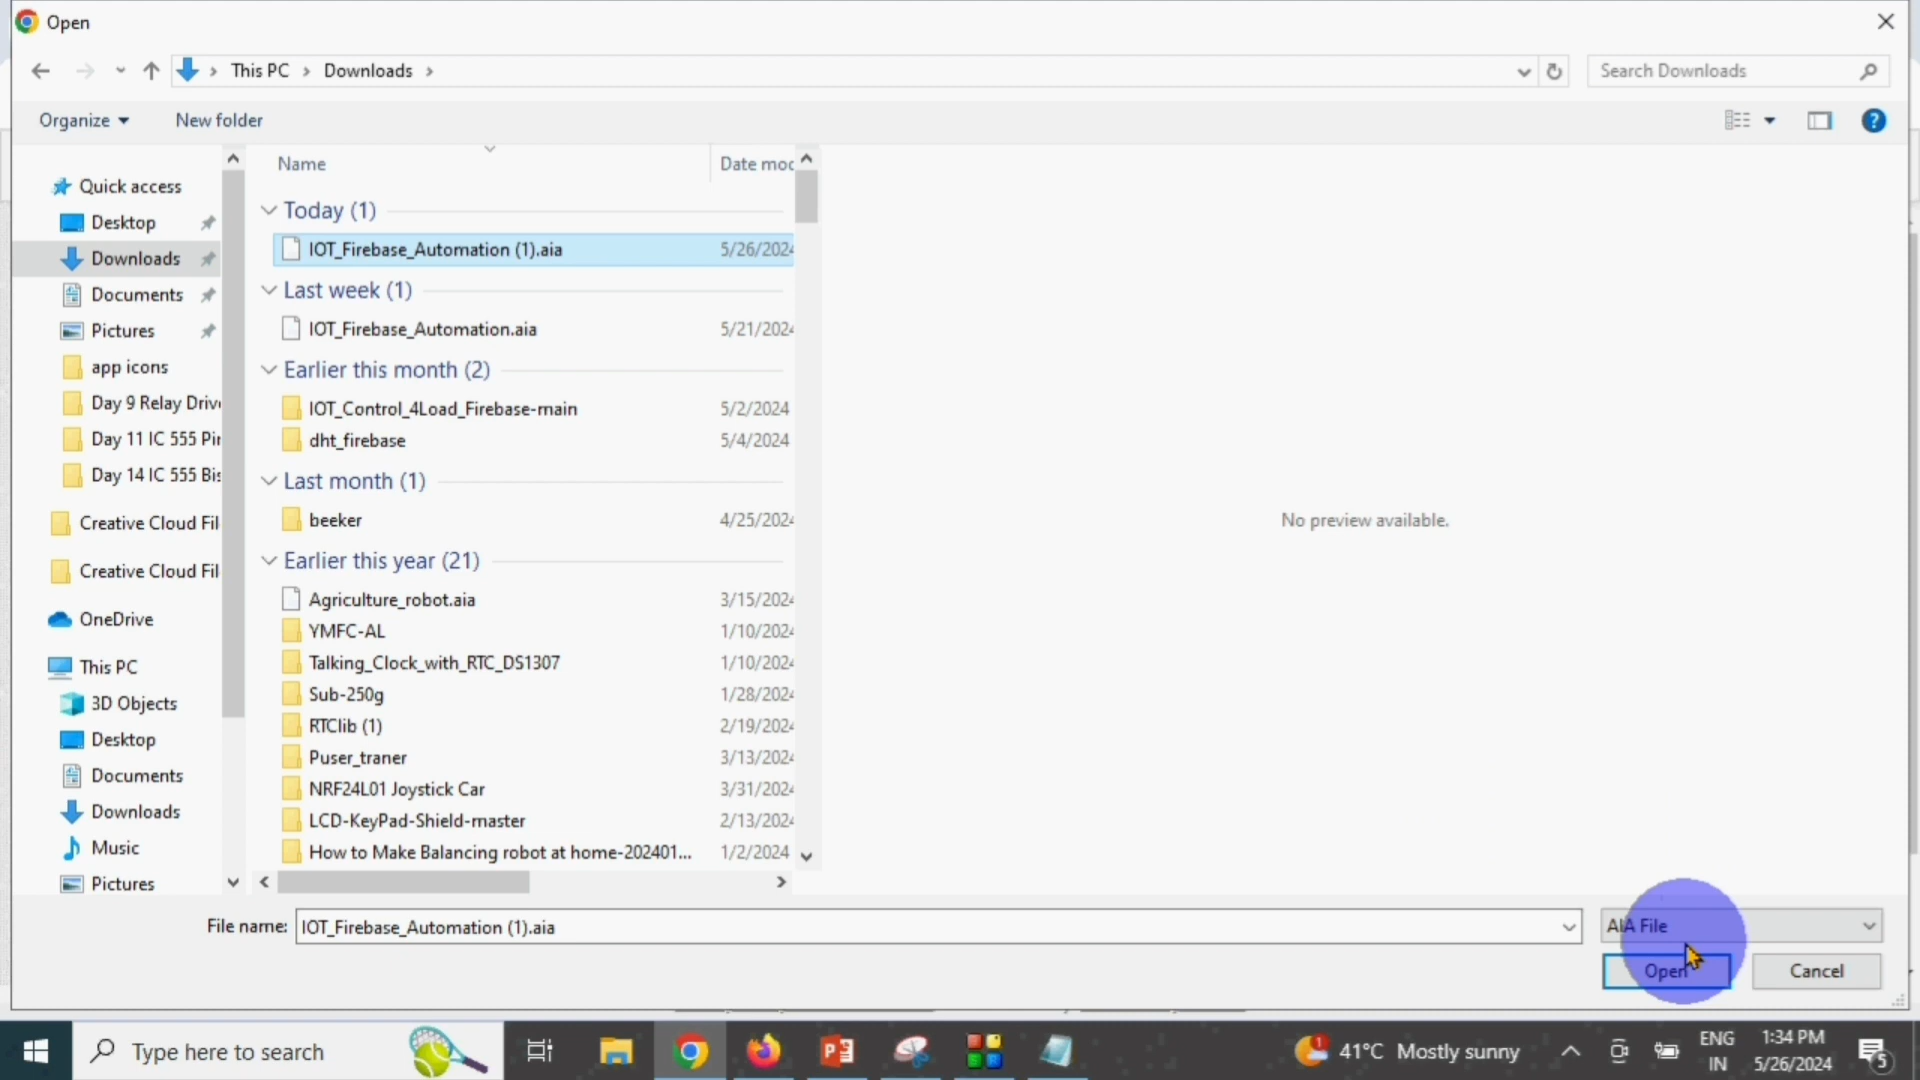 Open
This PC
Downloads
Search Downloads
Organize
New folder
Quick access
Desktop
Downloads
Documents
Pictures
app icons
Day 9 Relay Driv
Day 11 IC 555 Pi
Day 14 IC 555 Bis
Creative Cloud Fil
Creative Cloud Fil
OneDrive
This PC
3D Objects
Desktop
Documents
Downloads
Music
Pictures
Name Date mo
Today (1)
IOT_Firebase_Automation (1).aia 5/26/2024
Last week (1)
IOT_Firebase_Automation.aia 5/21/2024
Earlier this month (2)
IOT_Control_4Load_Firebase-main 5/2/2024
dht_firebase 5/4/2024
Last month (1)
beeker 4/25/2024
Earlier this year (21)
Agriculture_robot.aia 3/15/2024
YMFC-AL 1/10/2024
Talking_Clock_with_RTC_DS1307 1/10/2024
Sub-250g 1/28/2024
RTClib (1) 2/19/2024
Puser_traner 3/13/2024
NRF24L01 Joystick Car 3/31/2024
LCD-KeyPad-Shield-master 2/13/2024
How to Make Balancing robot at home-202401... 1/2/2024
No preview available.
File name: IOT_Firebase_Automation (1).aia
AIA File
Open
Cancel
Type here to search
1
41°C Mostly sunny
ENG
IN
1:34 PM
5/26/2024
5